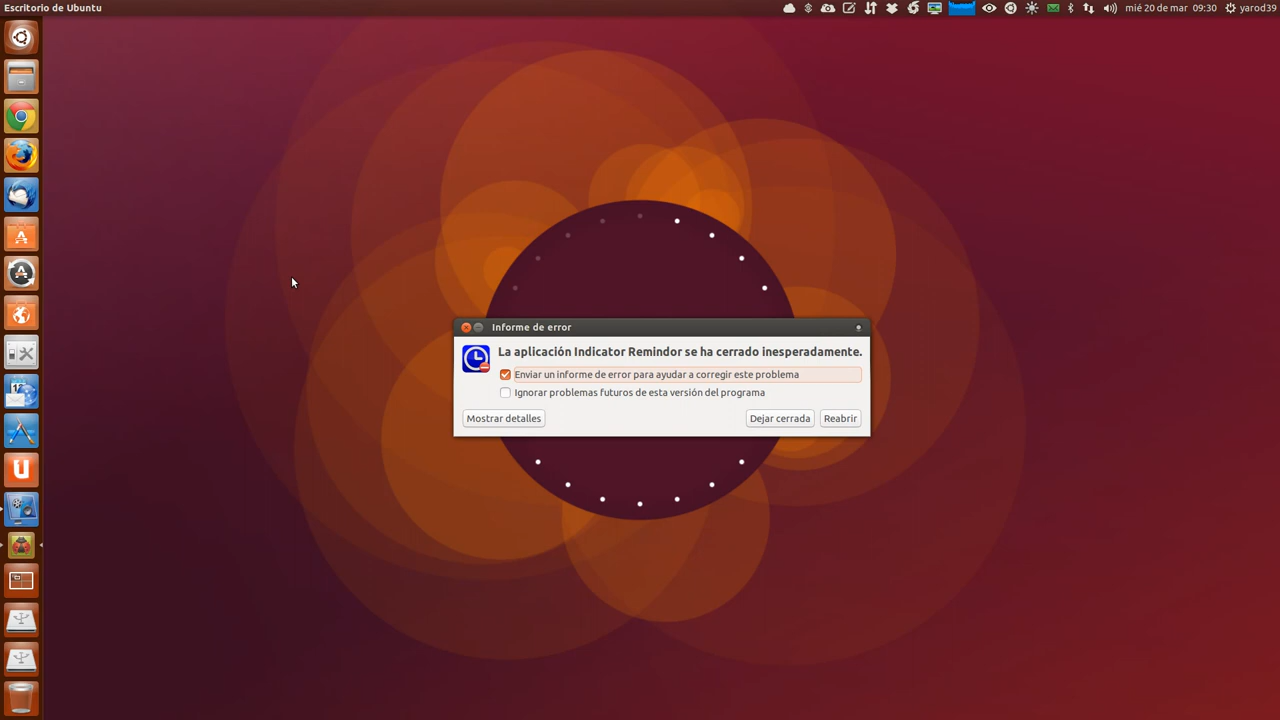 Escritorio de Ubuntu
mié 20 de mar 09:30 yarod39
Informe de error
La aplicación Indicator Remindor se ha cerrado inesperadamente.
Enviar un informe de error para ayudar a corregir este problema
Ignorar problemas futuros de esta versión del programa
Mostrar detalles
Dejar cerrada
Reabrir